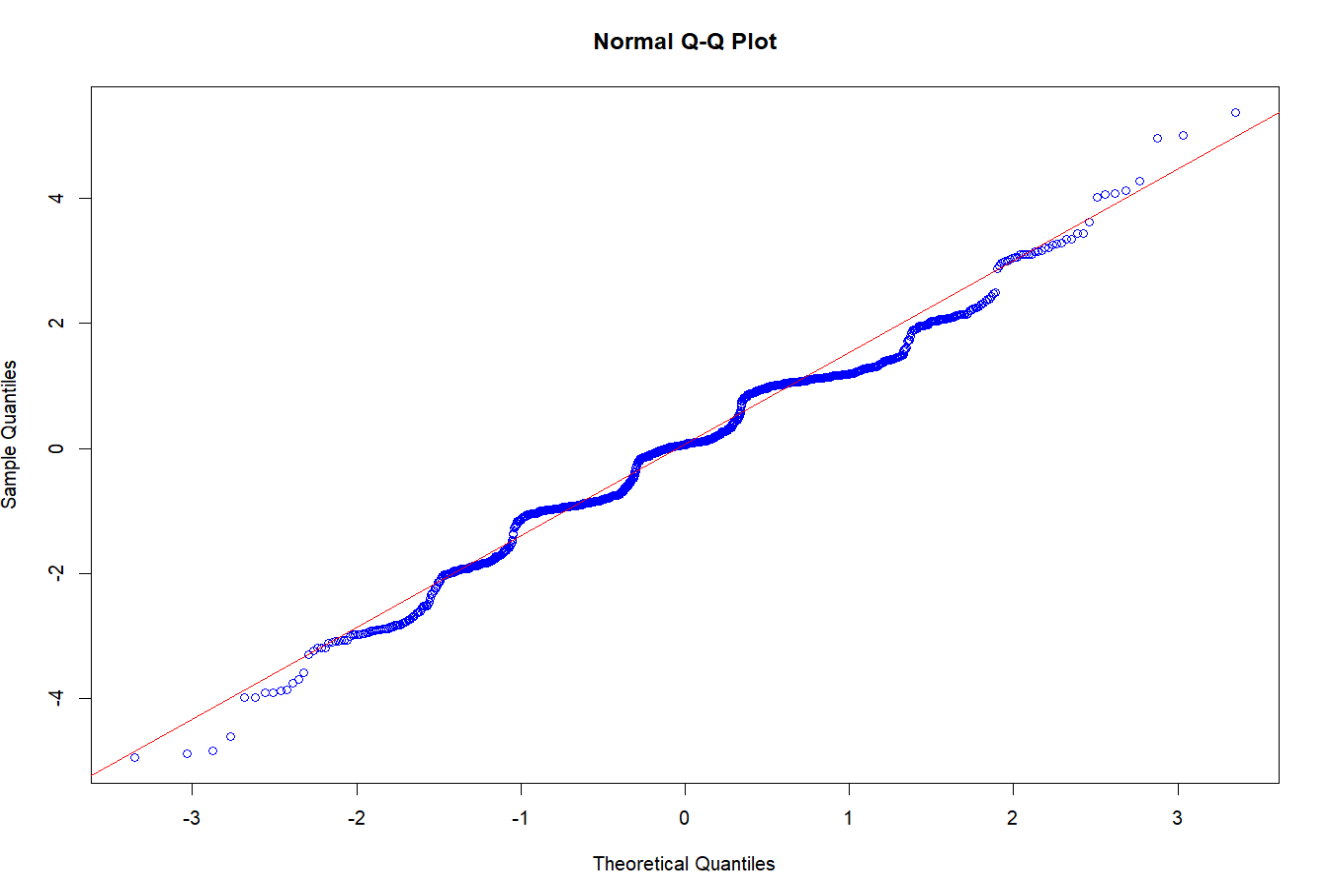 Normal Q-Q Plot
Sample Quantiles
4
2
0
-2
-4
-3 -2 -1 0 1 2 3
Theoretical Quantiles